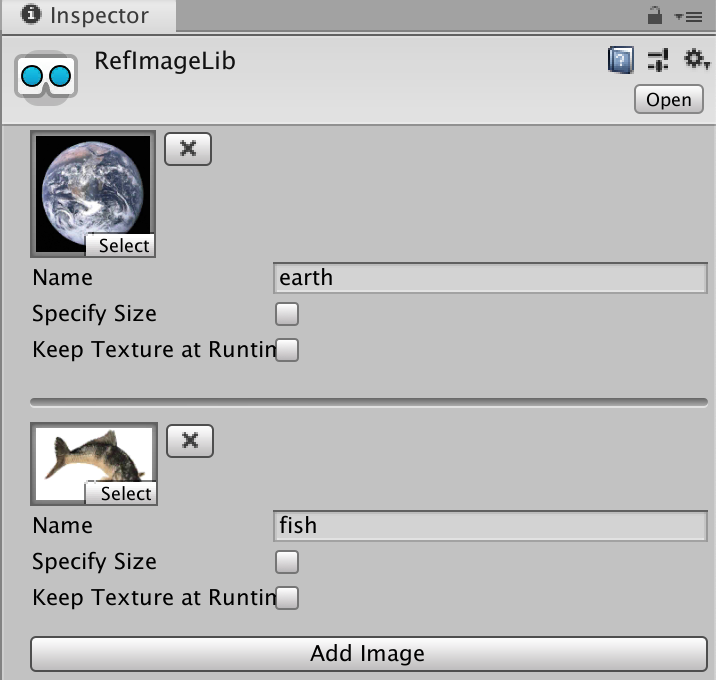 Inspector
RefImageLib
Open
Select
Name earth
Specify Size
Keep Texture at Runtin
Select
Name fish
Specify Size
Keep Texture at Runtin
Add Image